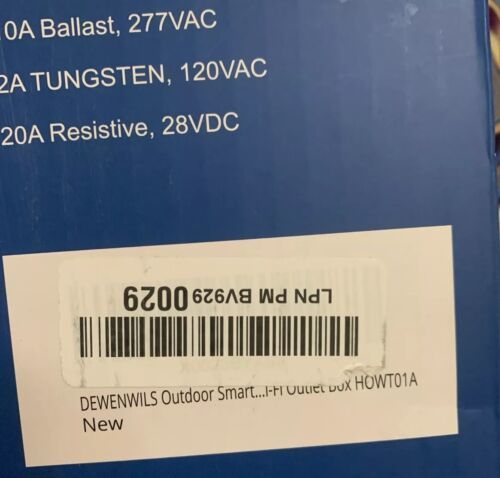 0A Ballast, 277VAC
2A TUNGSTEN, 120VAC
20A Resistive, 28VDC
LPN PM BV929 0029
DEWENWILS Outdoor Smart...i-Fi Outlet Box HOWT01A
New